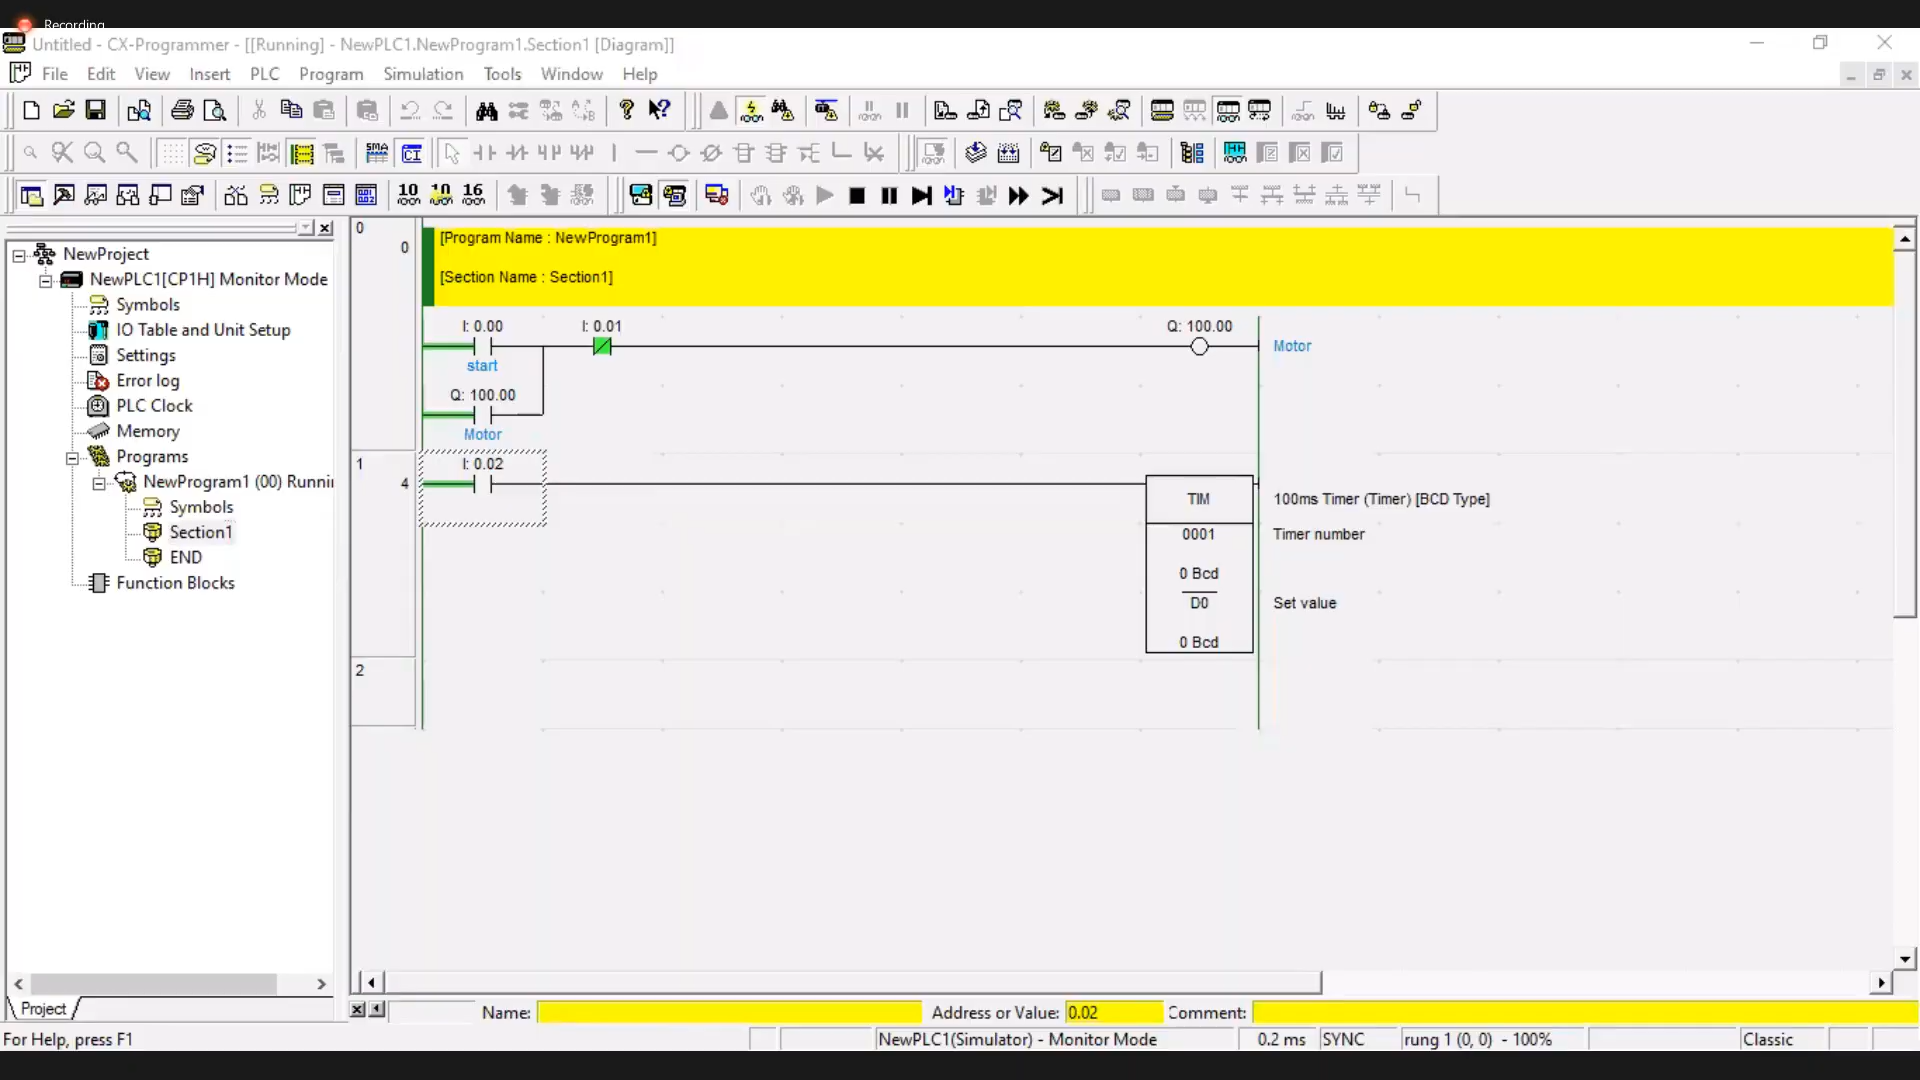 Recording
Untitled - CX-Programmer - [[Running] - NewPLC1.NewProgram1.Section1 [Diagram]]
File Edit View Insert PLC Program Simulation Tools Window Help
SMA CI
10 10 16
NewProject
NewPLC1[CP1H] Monitor Mode
Symbols
IO Table and Unit Setup
Settings
Error log
PLC Clock
Memory
Programs
NewProgram1 (00) Runni
Symbols
Section1
END
Function Blocks
Project
0
0
[Program Name : NewProgram1]
[Section Name : Section1]
I: 0.00 I: 0.01 Q: 100.00
Motor
start
Q: 100.00
Motor
1
4
I: 0.02
TIM 100ms Timer (Timer) [BCD Type]
0001 Timer number
0 Bcd
D0 Set value
0 Bcd
2
Name: Address or Value: 0.02 Comment:
For Help, press F1 NewPLC1(Simulator) - Monitor Mode 0.2 ms SYNC rung 1 (0, 0) - 100% Classic